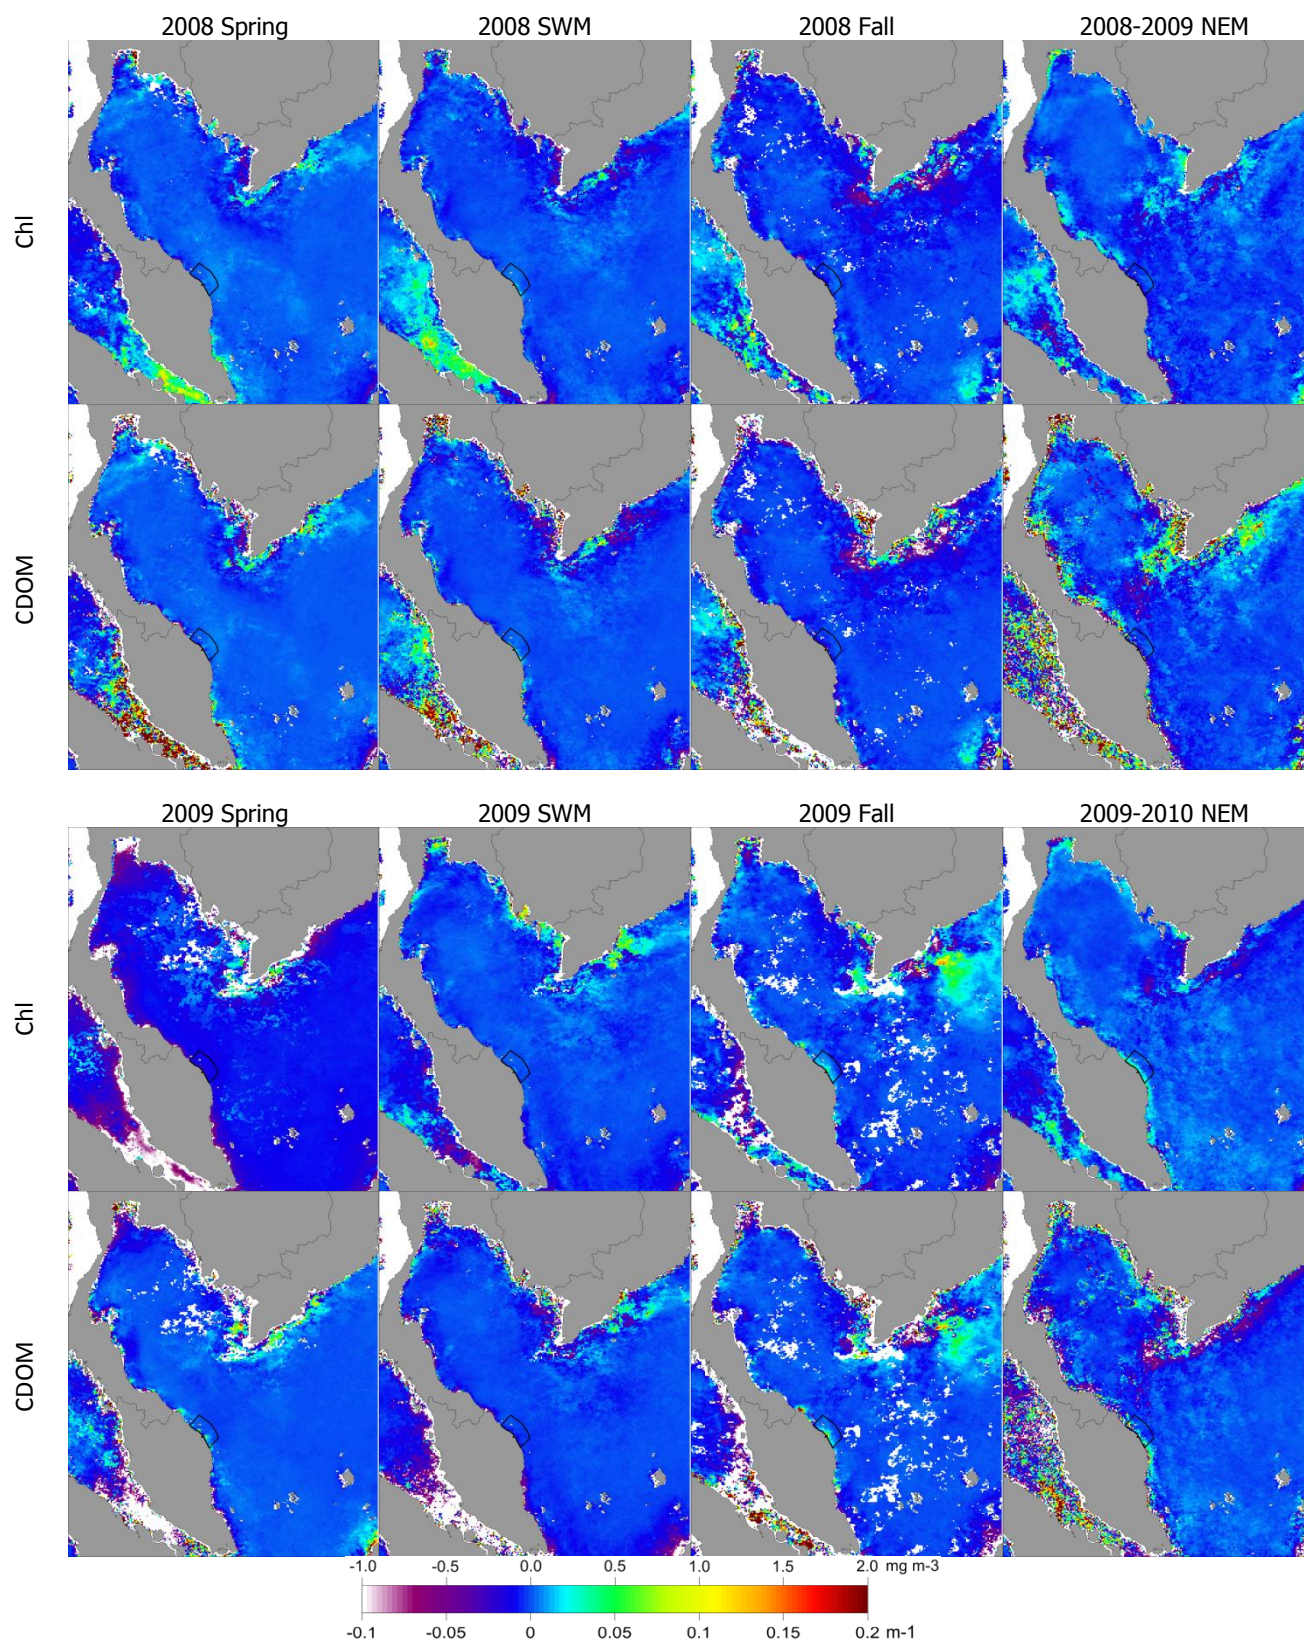 2008 Spring 2008 SWM 2008 Fall 2008-2009 NEM
Chl
CDOM
2009 Spring 2009 SWM 2009 Fall 2009-2010 NEM
Chl
CDOM
-1.0 -0.5 0.0 0.5 1.0 1.5 2.0 mg m-3
-0.1 -0.05 0 0.05 0.1 0.15 0.2 m-1